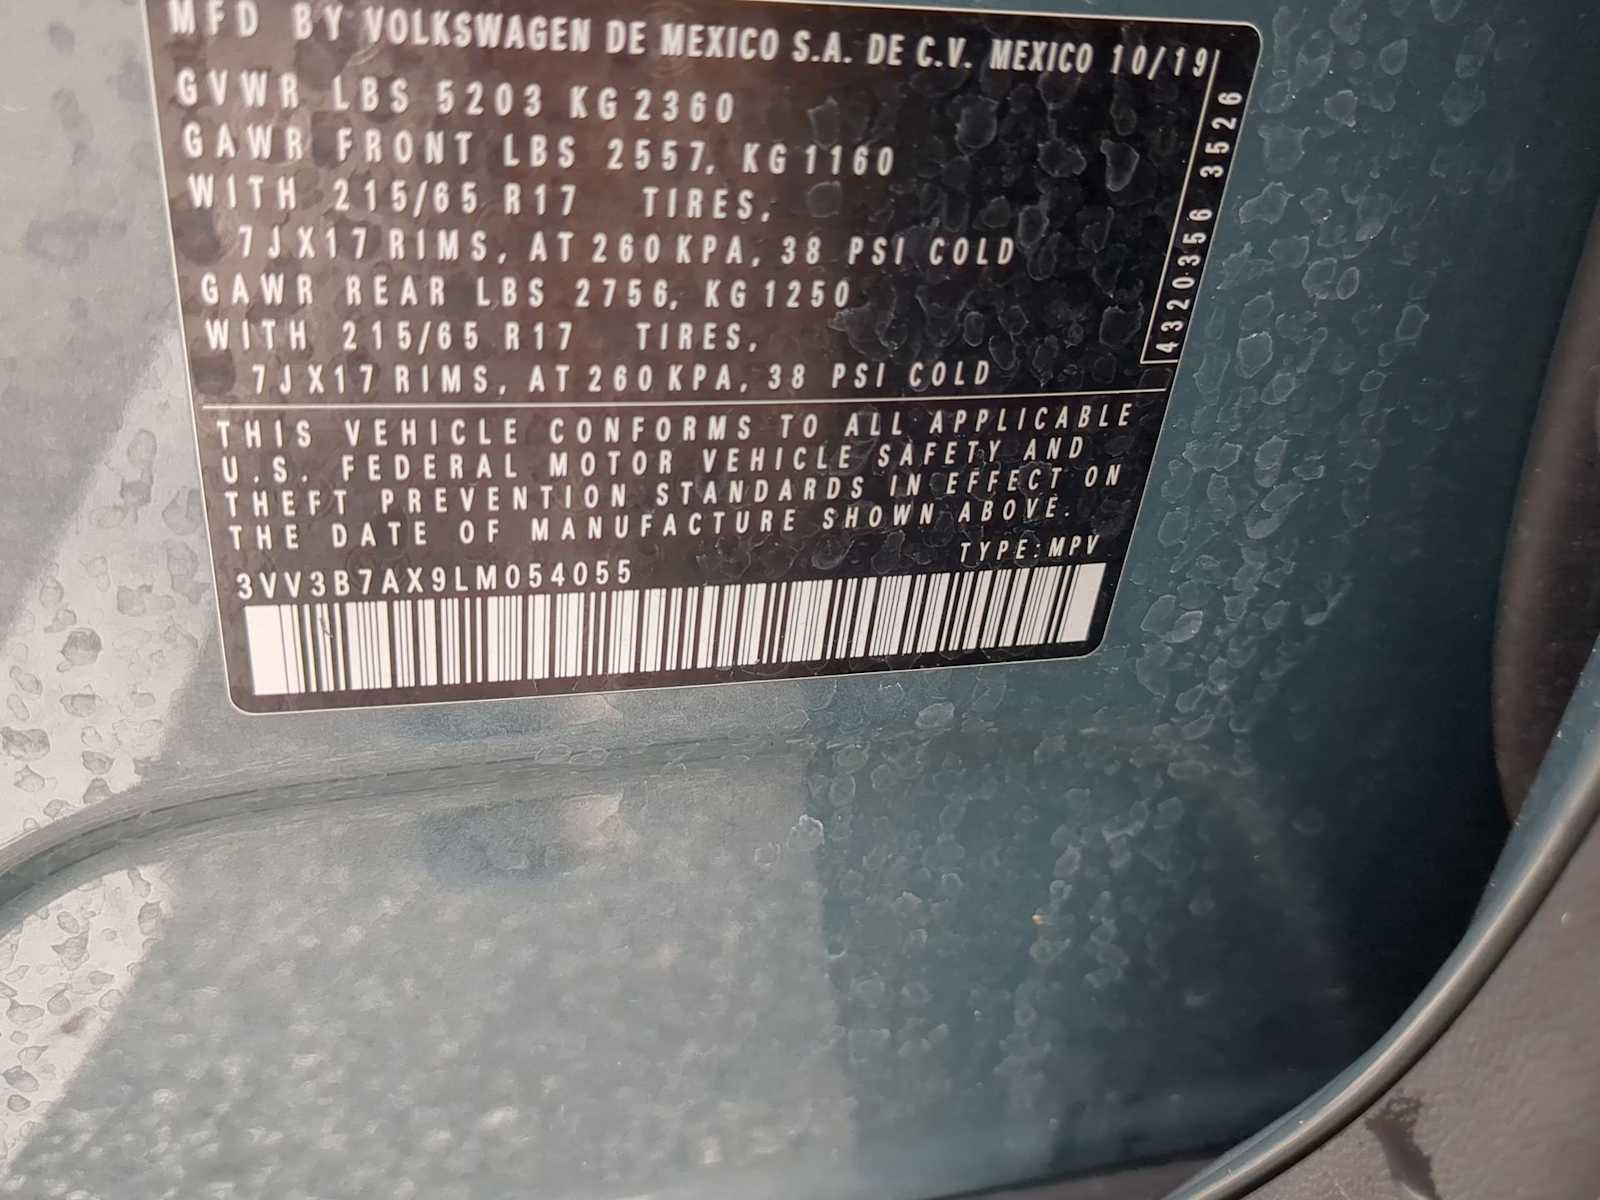 MFD BY VOLKSWAGEN DE MEXICO S.A. DE C.V. MEXICO 10/19
GVWR LBS 5203 KG 2360
GAWR FRONT LBS 2557, KG 1160
WITH 215/65 R17 TIRES,
7JX17 RIMS, AT 260 KPA, 38 PSI COLD
GAWR REAR LBS 2756, KG 1250
WITH 215/65 R17 TIRES,
7JX17 RIMS, AT 260 KPA, 38 PSI COLD
4320356 3526
THIS VEHICLE CONFORMS TO ALL APPLICABLE
U.S. FEDERAL MOTOR VEHICLE SAFETY AND
THEFT PREVENTION STANDARDS IN EFFECT ON
THE DATE OF MANUFACTURE SHOWN ABOVE.
TYPE: MPV
3VV3B7AX9LM054055